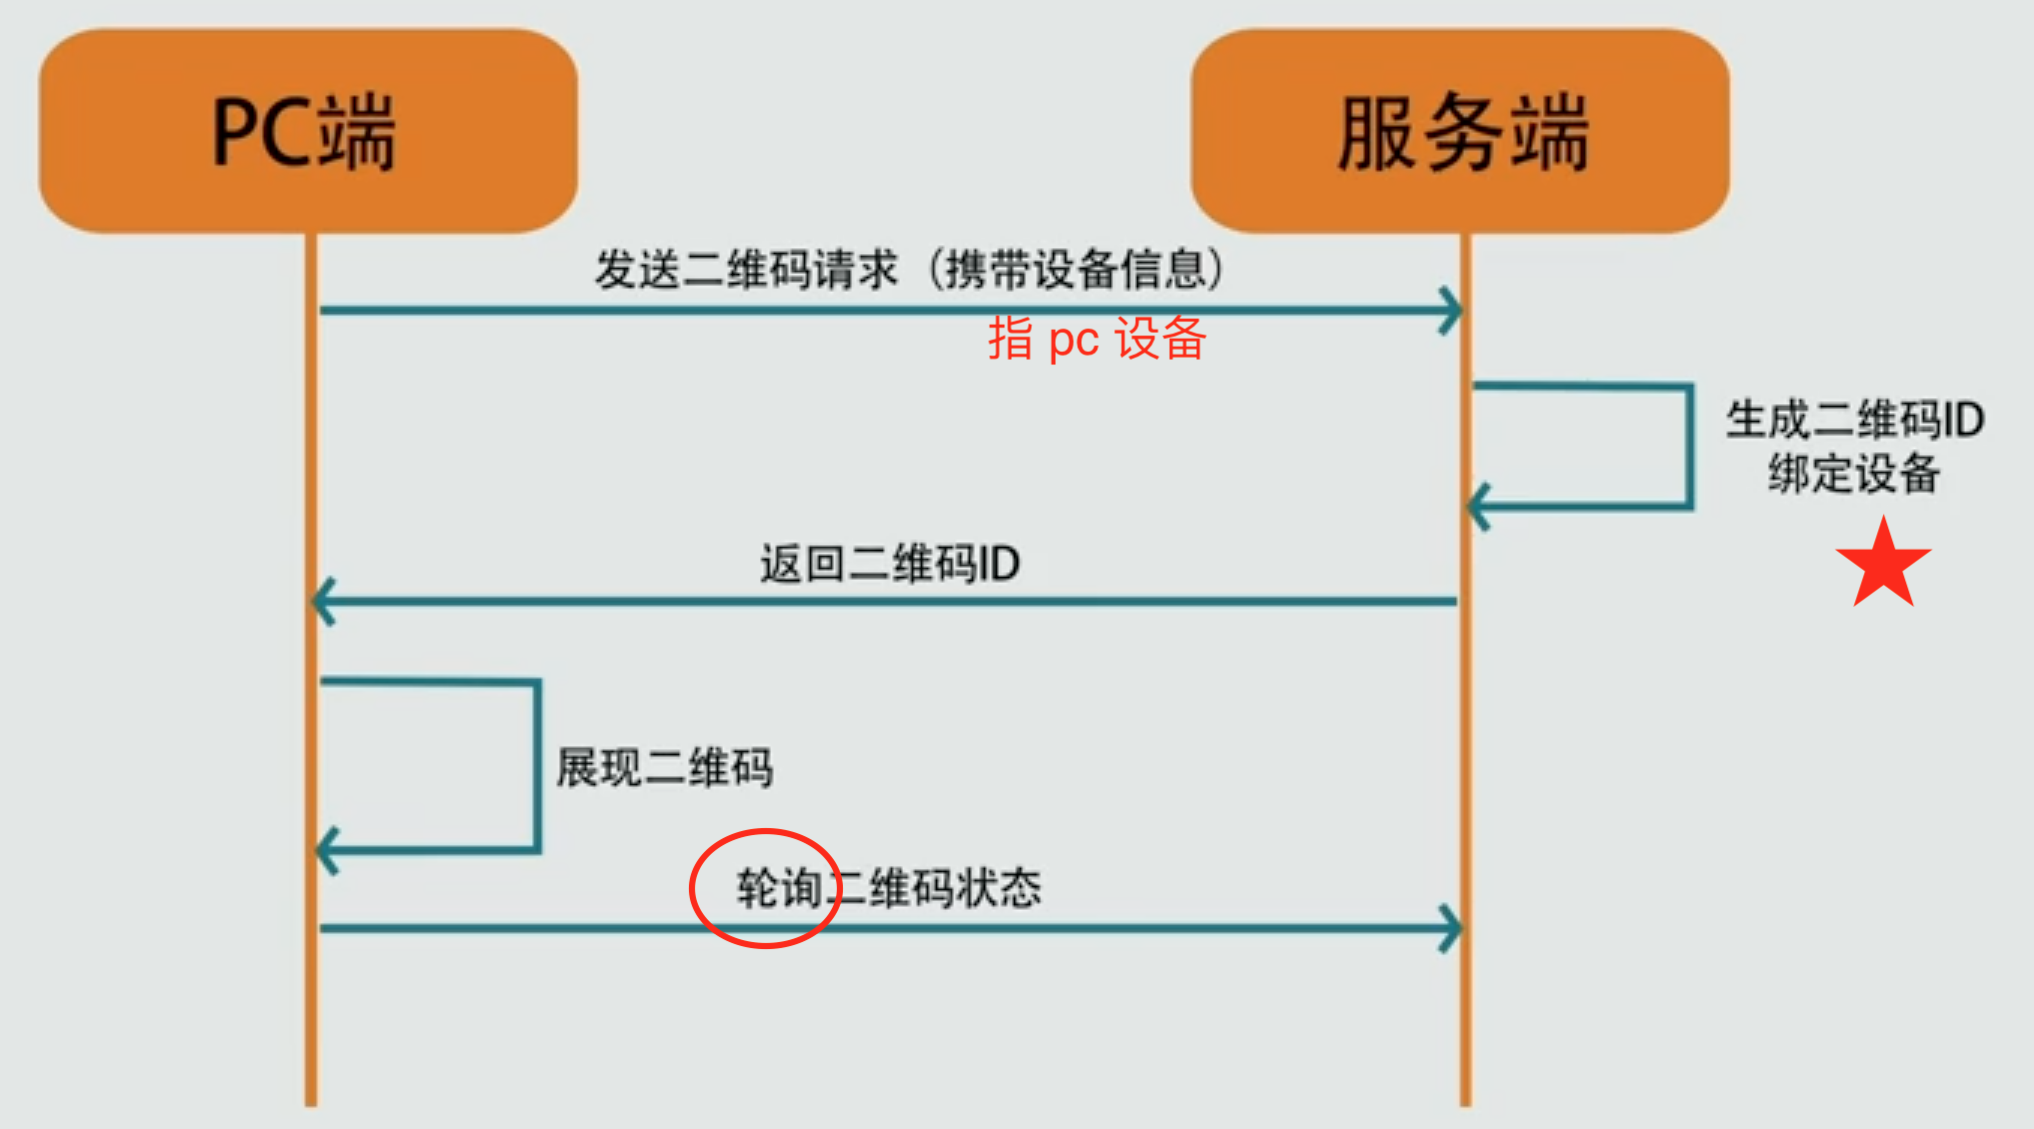 PC端
服务端
发送二维码请求（携带设备信息）
指 pc 设备
生成二维码ID
绑定设备
返回二维码ID
展现二维码
轮询二维码状态